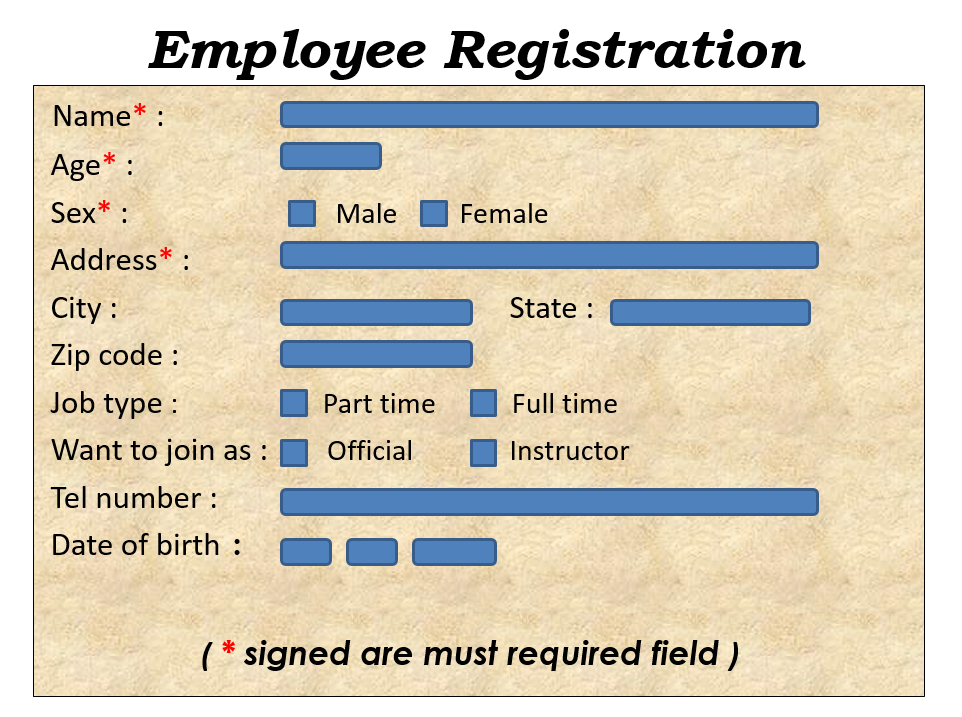 Employee Registration
Name* :
Age* :
Sex* : Male Female
Address* :
City : State :
Zip code :
Job type : Part time Full time
Want to join as : Official Instructor
Tel number :
Date of birth :
( * signed are must required field )